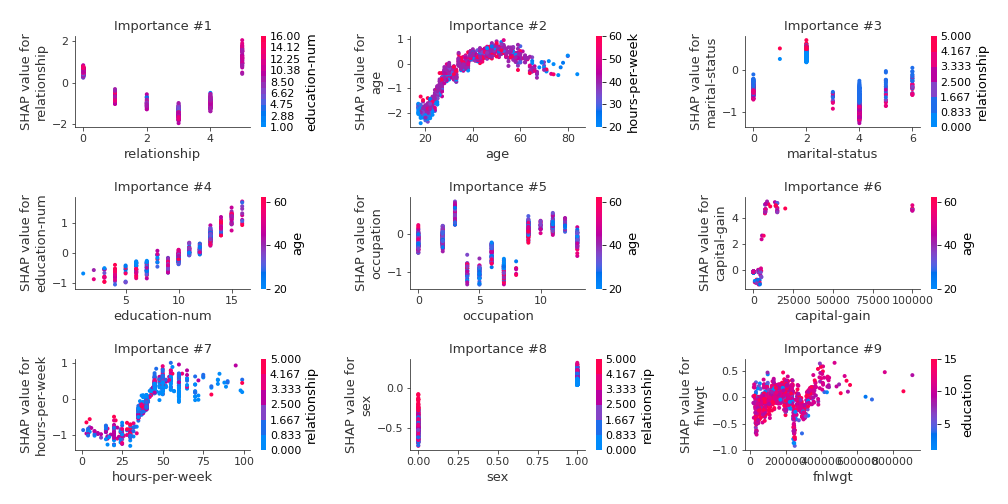 Importance #1
SHAP value for
relationship
2
0
−2
0
2
4
relationship
16.00
14.12
12.25
10.38
8.50
6.62
4.75
2.88
1.00
education-num
Importance #2
SHAP value for
age
1
0
−1
−2
20
40
60
80
age
60
50
40
30
20
hours-per-week
Importance #3
SHAP value for
marital-status
0
−1
0
2
4
6
marital-status
5.000
4.167
3.333
2.500
1.667
0.833
0.000
relationship
Importance #4
SHAP value for
education-num
1
0
−1
5
10
15
education-num
60
40
20
age
Importance #5
SHAP value for
occupation
0
−1
0
5
10
occupation
60
40
20
age
Importance #6
SHAP value for
capital-gain
4
2
0
0
25000
50000
75000
100000
capital-gain
60
40
20
age
Importance #7
SHAP value for
hours-per-week
1
0
−1
0
25
50
75
100
hours-per-week
5.000
4.167
3.333
2.500
1.667
0.833
0.000
relationship
Importance #8
SHAP value for
sex
0.0
−0.5
0.00
0.25
0.50
0.75
1.00
sex
5.000
4.167
3.333
2.500
1.667
0.833
0.000
relationship
Importance #9
SHAP value for
fnlwgt
0.5
0.0
−0.5
−1.0
0
200000
400000
600000
800000
fnlwgt
15
10
5
education